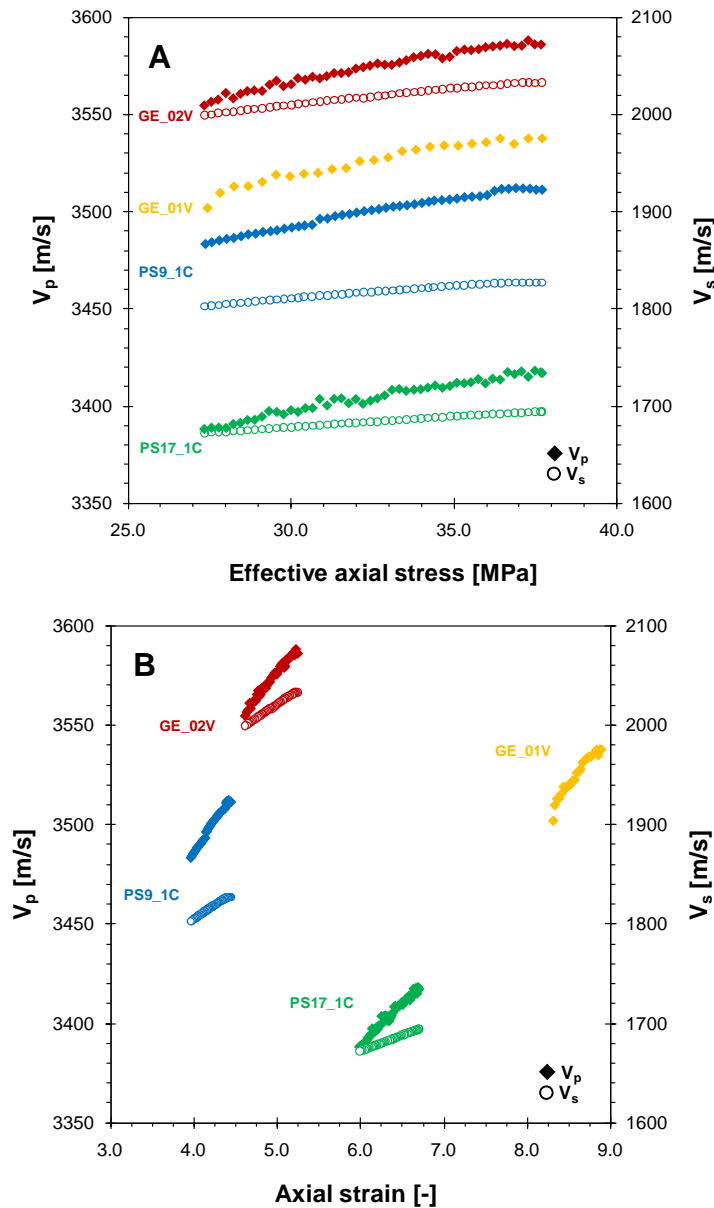 A
3600
3550
3500
3450
3400
3350
Vp [m/s]
2100
2000
1900
1800
1700
1600
Vs [m/s]
GE_02V
GE_01V
PS9_1C
PS17_1C
Vp
Vs
25.0 30.0 35.0 40.0
Effective axial stress [MPa]
B
3600
3550
3500
3450
3400
3350
Vp [m/s]
2100
2000
1900
1800
1700
1600
Vs [m/s]
GE_02V
GE_01V
PS9_1C
PS17_1C
Vp
Vs
3.0 4.0 5.0 6.0 7.0 8.0 9.0
Axial strain [-]